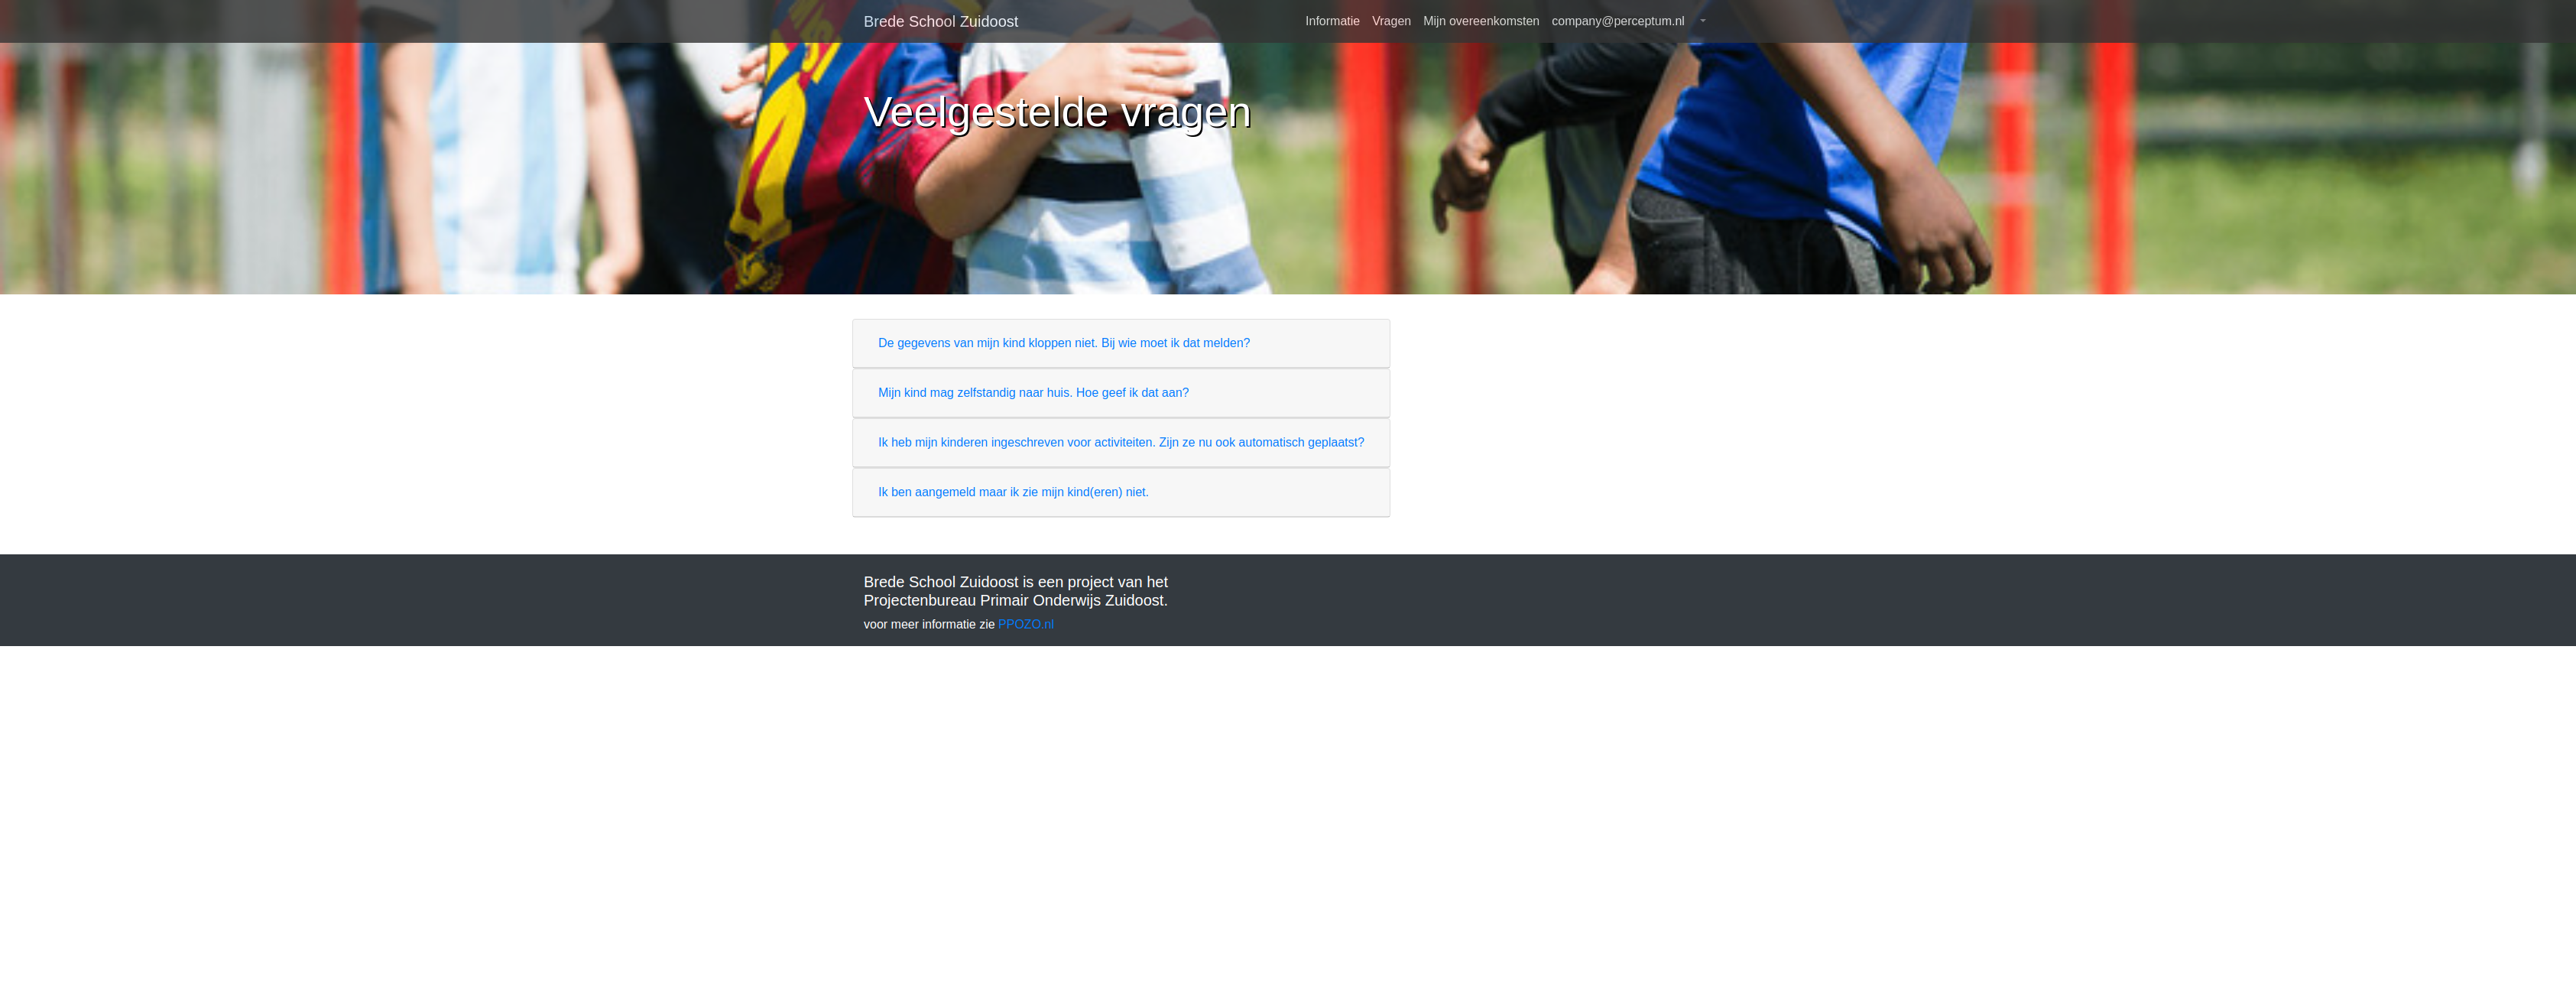 Brede School Zuidoost
Informatie Vragen Mijn overeenkomsten company@perceptum.nl
Veelgestelde vragen
De gegevens van mijn kind kloppen niet. Bij wie moet ik dat melden?
Mijn kind mag zelfstandig naar huis. Hoe geef ik dat aan?
Ik heb mijn kinderen ingeschreven voor activiteiten. Zijn ze nu ook automatisch geplaatst?
Ik ben aangemeld maar ik zie mijn kind(eren) niet.
Brede School Zuidoost is een project van het
Projectenbureau Primair Onderwijs Zuidoost.
voor meer informatie zie PPOZO.nl